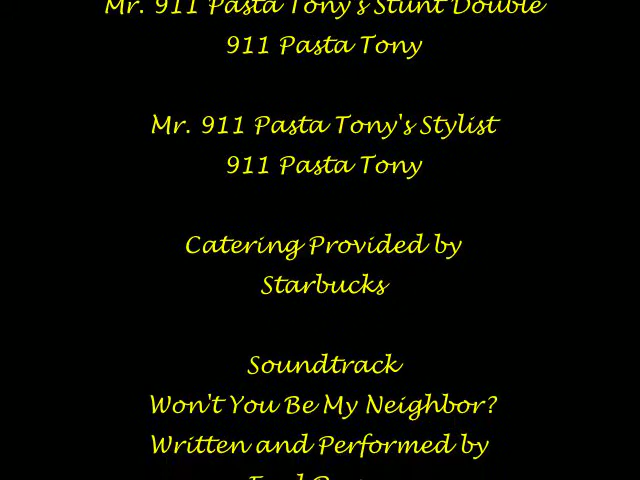 Mr. 911 Pasta Tony's Stunt Double
911 Pasta Tony
Mr. 911 Pasta Tony's Stylist
911 Pasta Tony
Catering Provided by
Starbucks
Soundtrack
Won't You Be My Neighbor?
Written and Performed by